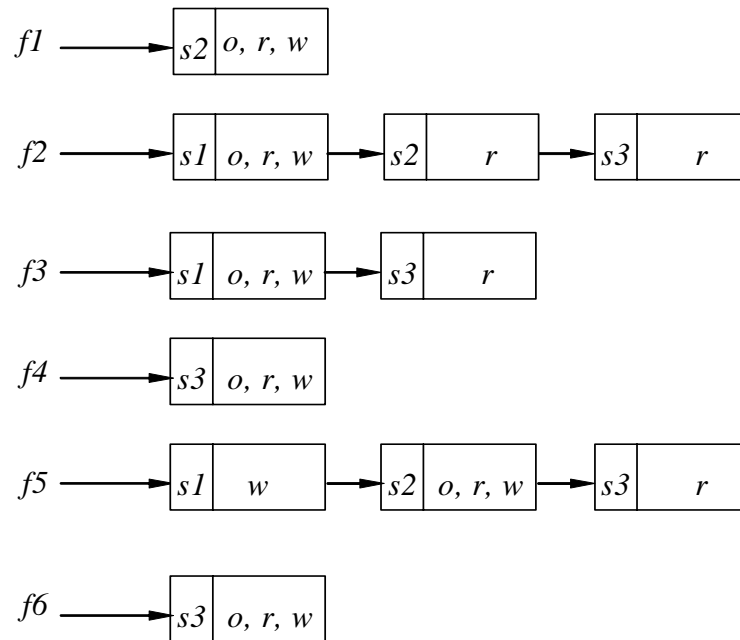 f1 s2 o, r, w
f2 s1 o, r, w s2 r s3 r
f3 s1 o, r, w s3 r
f4 s3 o, r, w
f5 s1 w s2 o, r, w s3 r
f6 s3 o, r, w